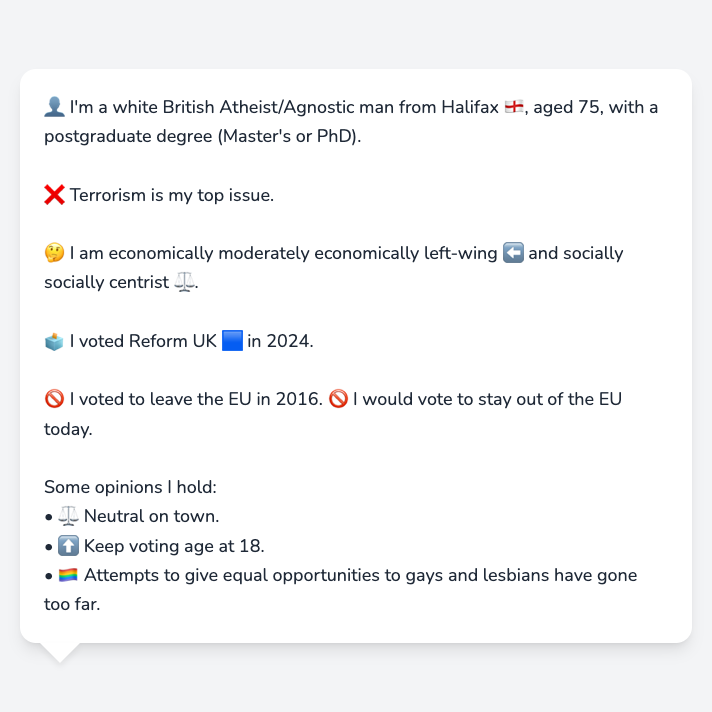 👤 I'm a white British Atheist/Agnostic man from Halifax 🏴󠁧󠁢󠁥󠁮󠁧󠁿, aged 75, with a
postgraduate degree (Master's or PhD).
❌ Terrorism is my top issue.
🤔 I am economically moderately economically left-wing ⬅️ and socially
socially centrist ⚖️.
🗳️ I voted Reform UK 🟦 in 2024.
🚫 I voted to leave the EU in 2016. 🚫 I would vote to stay out of the EU
today.
Some opinions I hold:
• ⚖️ Neutral on town.
• ⬆️ Keep voting age at 18.
• 🏳️‍🌈 Attempts to give equal opportunities to gays and lesbians have gone
too far.